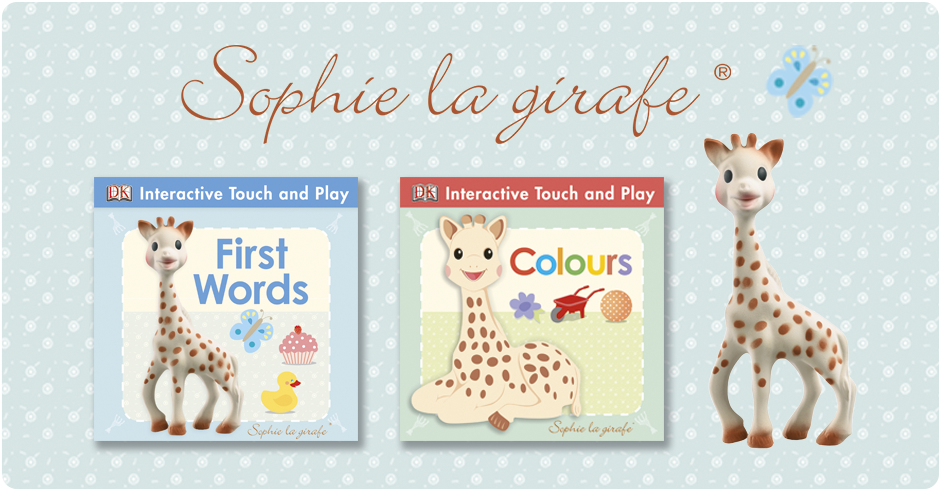 Sophie la girafe®
DK Interactive Touch and Play
First
Words
Sophie la girafe®
DK Interactive Touch and Play
Colours
Sophie la girafe®